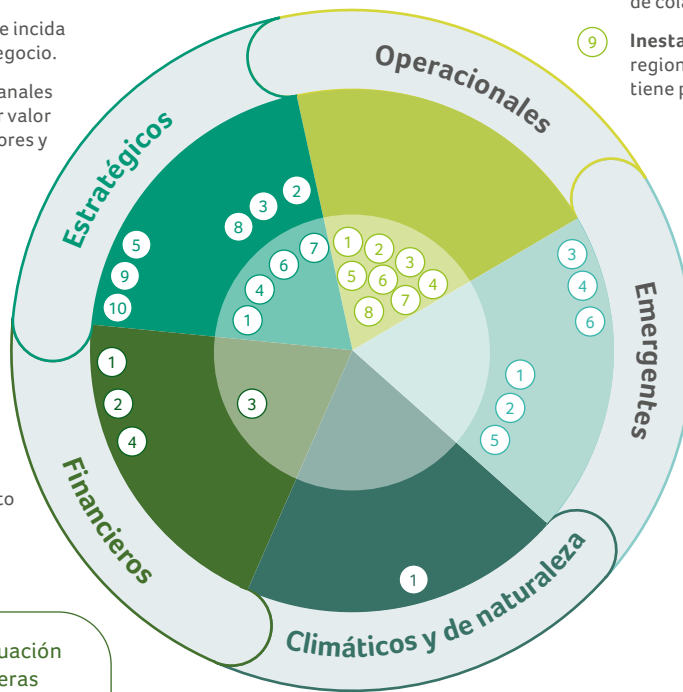 e incida
egocio.
anales
r valor
ores y
de cola
9 Inesta
region
tiene p
Operacionales
Estratégicos
2
3
8
5
9
10
7
6
4
1
1
2
3
5
6
4
7
8
Emergentes
3
4
6
1
2
5
Financieros
1
2
4
3
Climáticos y de naturaleza
1
to
uación
eras